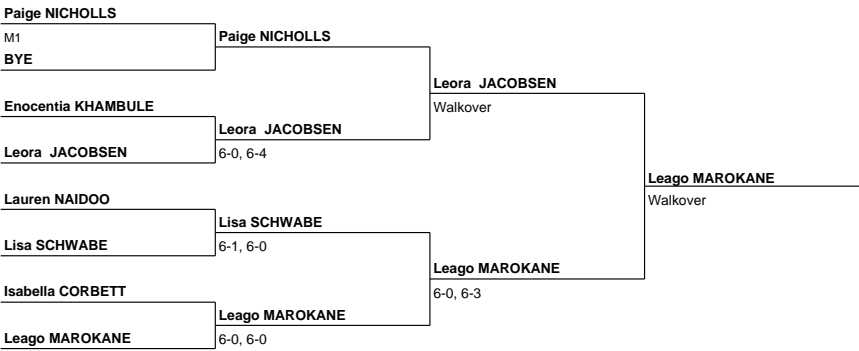 Paige NICHOLLS
M1
BYE
Paige NICHOLLS
Enocentia KHAMBULE
Leora JACOBSEN
Leora JACOBSEN
6-0, 6-4
Leora JACOBSEN
Walkover
Lauren NAIDOO
Lisa SCHWABE
Lisa SCHWABE
6-1, 6-0
Isabella CORBETT
Leago MAROKANE
Leago MAROKANE
6-0, 6-0
Leago MAROKANE
6-0, 6-3
Leago MAROKANE
Walkover